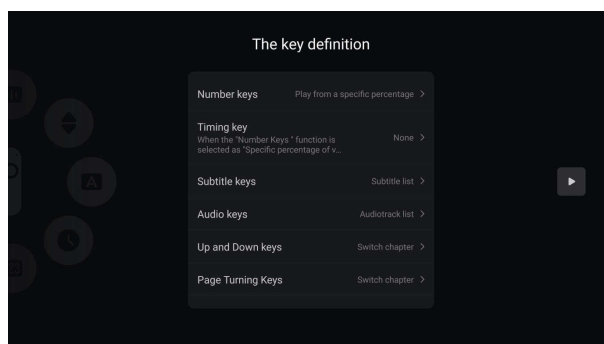 The key definition
Number keys
Play from a specific percentage
Timing key
When the "Number Keys " function is
selected as "Specific percentage of v...
None
Subtitle keys
Subtitle list
Audio keys
Audiotrack list
Up and Down keys
Switch chapter
Page Turning Keys
Switch chapter
A